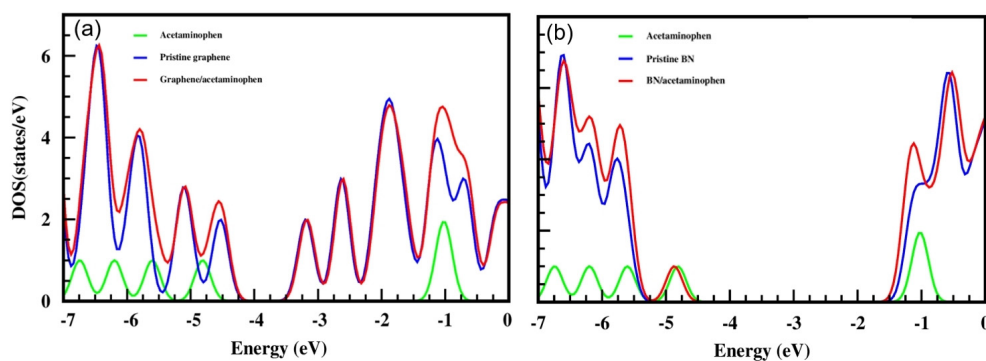 (a)
Acetaminophen
Pristine graphene
Graphene/acetaminophen
DOS(states/eV)
6
4
2
0
-7 -6 -5 -4 -3 -2 -1 0
Energy (eV)
(b)
Acetaminophen
Pristine BN
BN/acetaminophen
-7 -6 -5 -4 -3 -2 -1 0
Energy (eV)